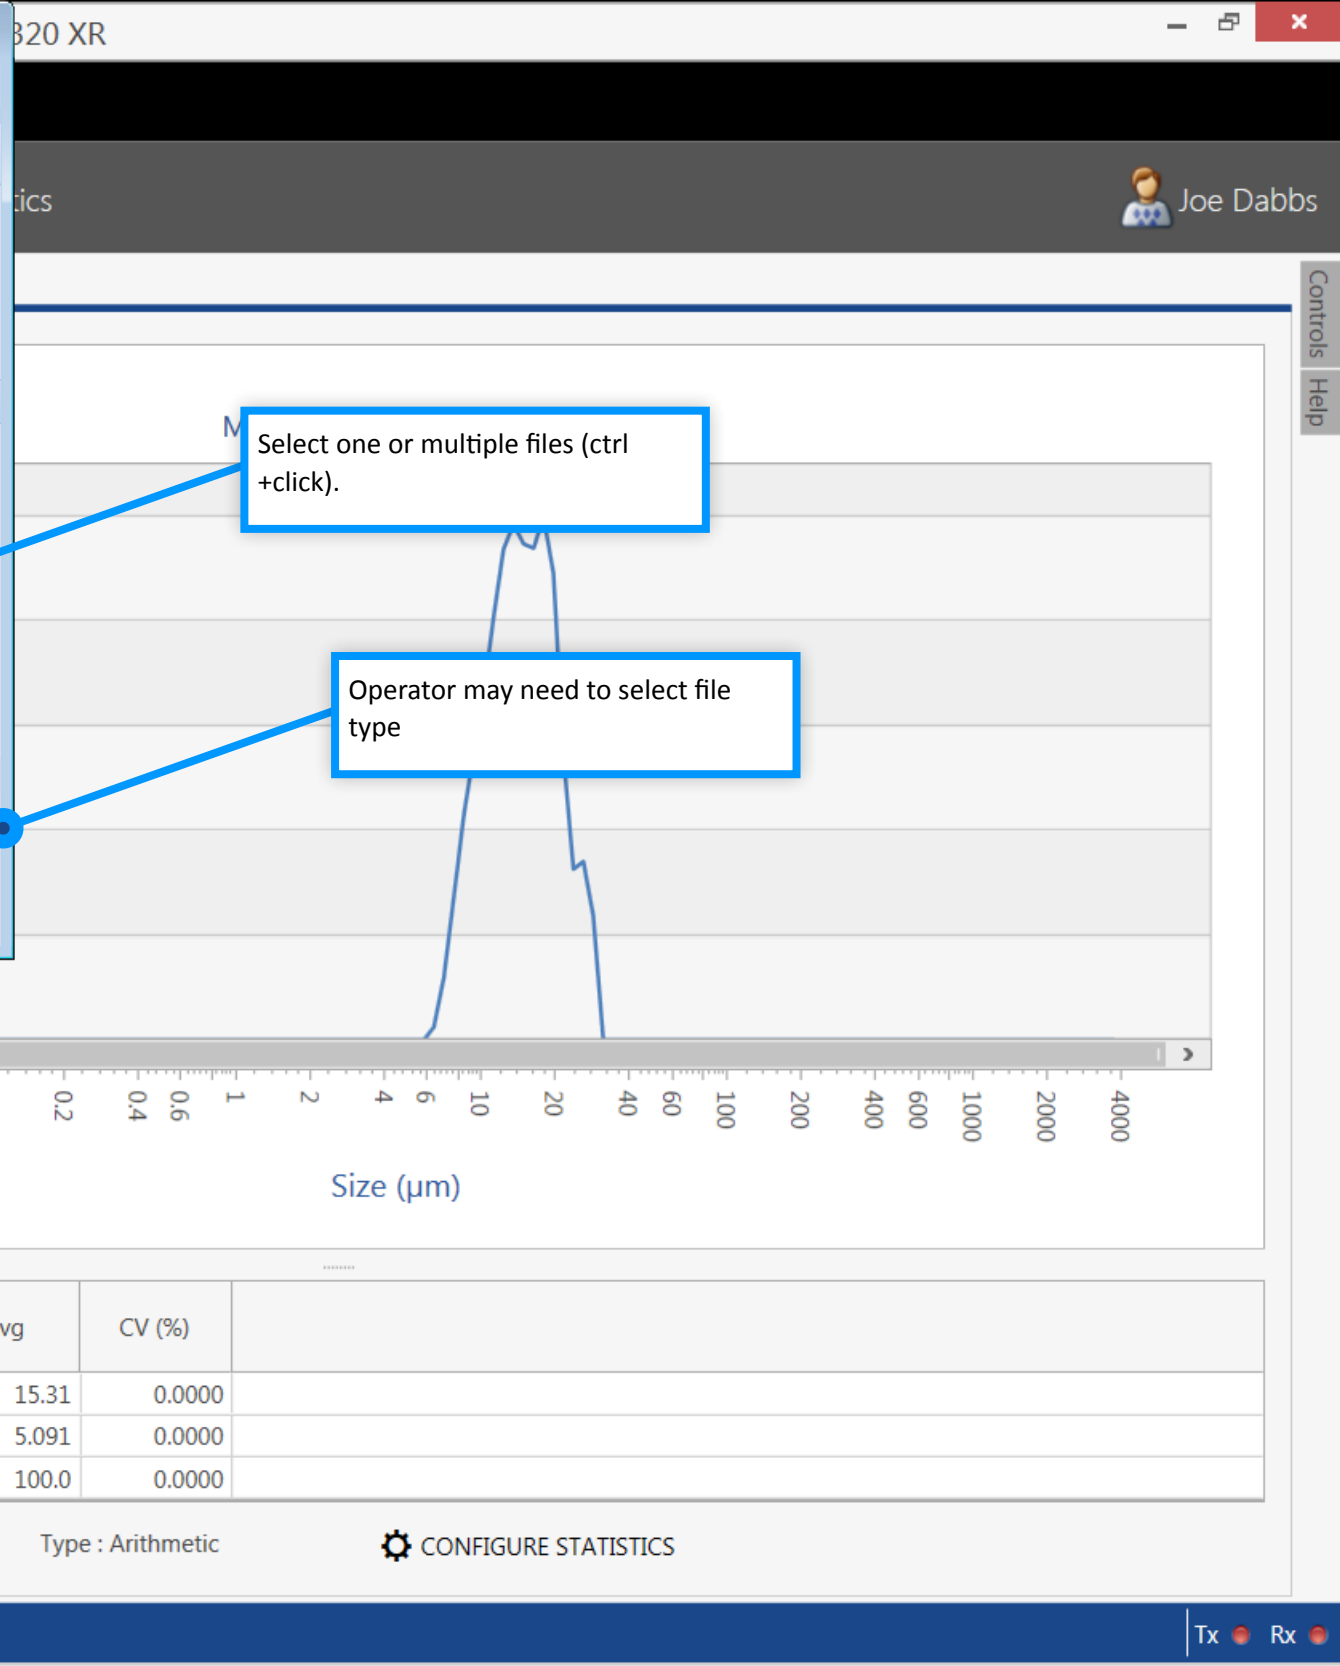 320 XR
tics
Joe Dabbs
Controls
Help
M
Select one or multiple files (ctrl
+click).
Operator may need to select file
type
0.2 0.4 0.6 1 2 4 6 10 20 40 60 100 200 400 600 1000 2000 4000
Size (µm)
vg CV (%)
15.31 0.0000
5.091 0.0000
100.0 0.0000
Type : Arithmetic CONFIGURE STATISTICS
Tx Rx